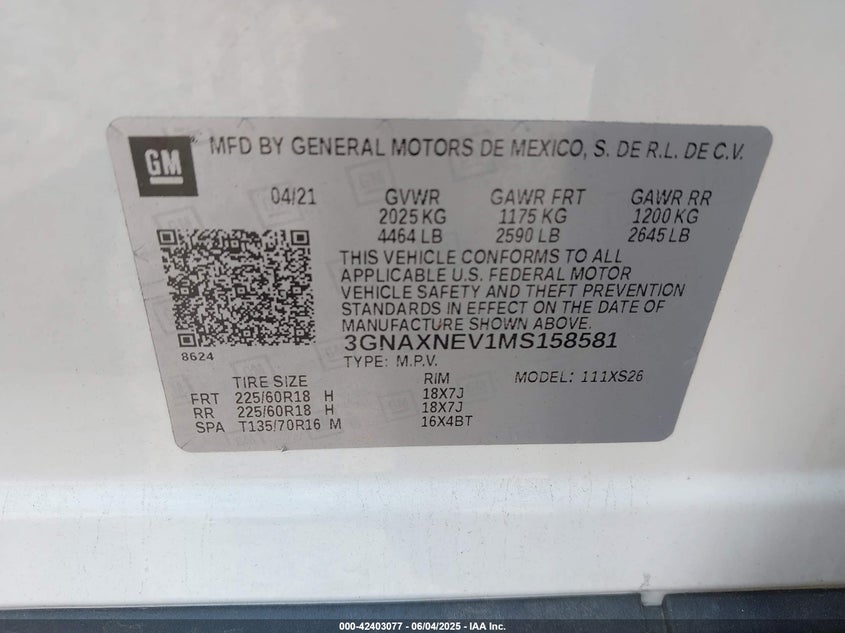 GM
MFD BY GENERAL MOTORS DE MEXICO, S. DE R.L. DE C.V.
04/21 GVWR GAWR FRT GAWR RR
2025 KG 1175 KG 1200 KG
4464 LB 2590 LB 2645 LB
THIS VEHICLE CONFORMS TO ALL
APPLICABLE U.S. FEDERAL MOTOR
VEHICLE SAFETY AND THEFT PREVENTION
STANDARDS IN EFFECT ON THE DATE OF
MANUFACTURE SHOWN ABOVE.
3GNAXNEV1MS158581
8624
TYPE: M.P.V.
TIRE SIZE RIM MODEL: 111XS26
FRT 225/60R18 H 18X7J
RR 225/60R18 H 18X7J
SPA T135/70R16 M 16X4BT
000-42403077 - 06/04/2025 - IAA Inc.